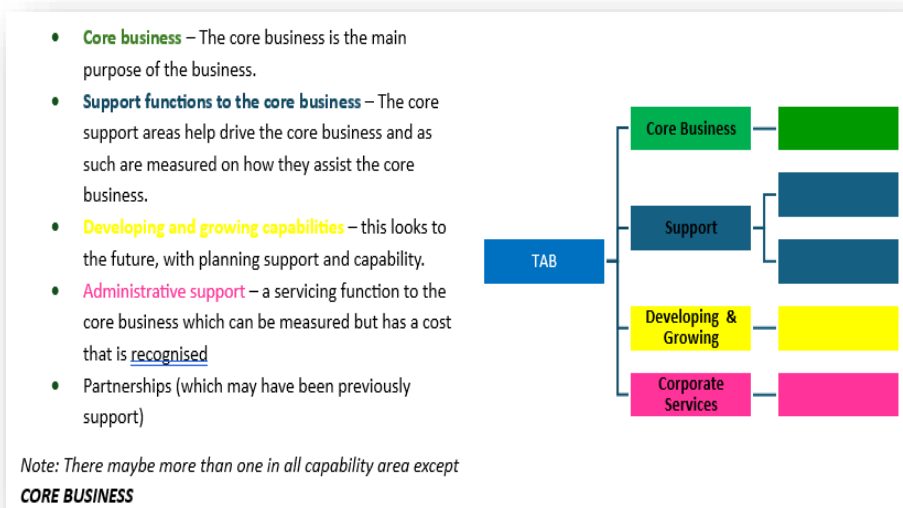 • Core business – The core business is the main
purpose of the business.
• Support functions to the core business – The core
support areas help drive the core business and as
such are measured on how they assist the core
business.
• Developing and growing capabilities – this looks to
the future, with planning support and capability.
• Administrative support – a servicing function to the
core business which can be measured but has a cost
that is recognised
• Partnerships (which may have been previously
support)
Note: There maybe more than one in all capability area except
CORE BUSINESS
TAB
Core Business
Support
Developing &
Growing
Corporate
Services